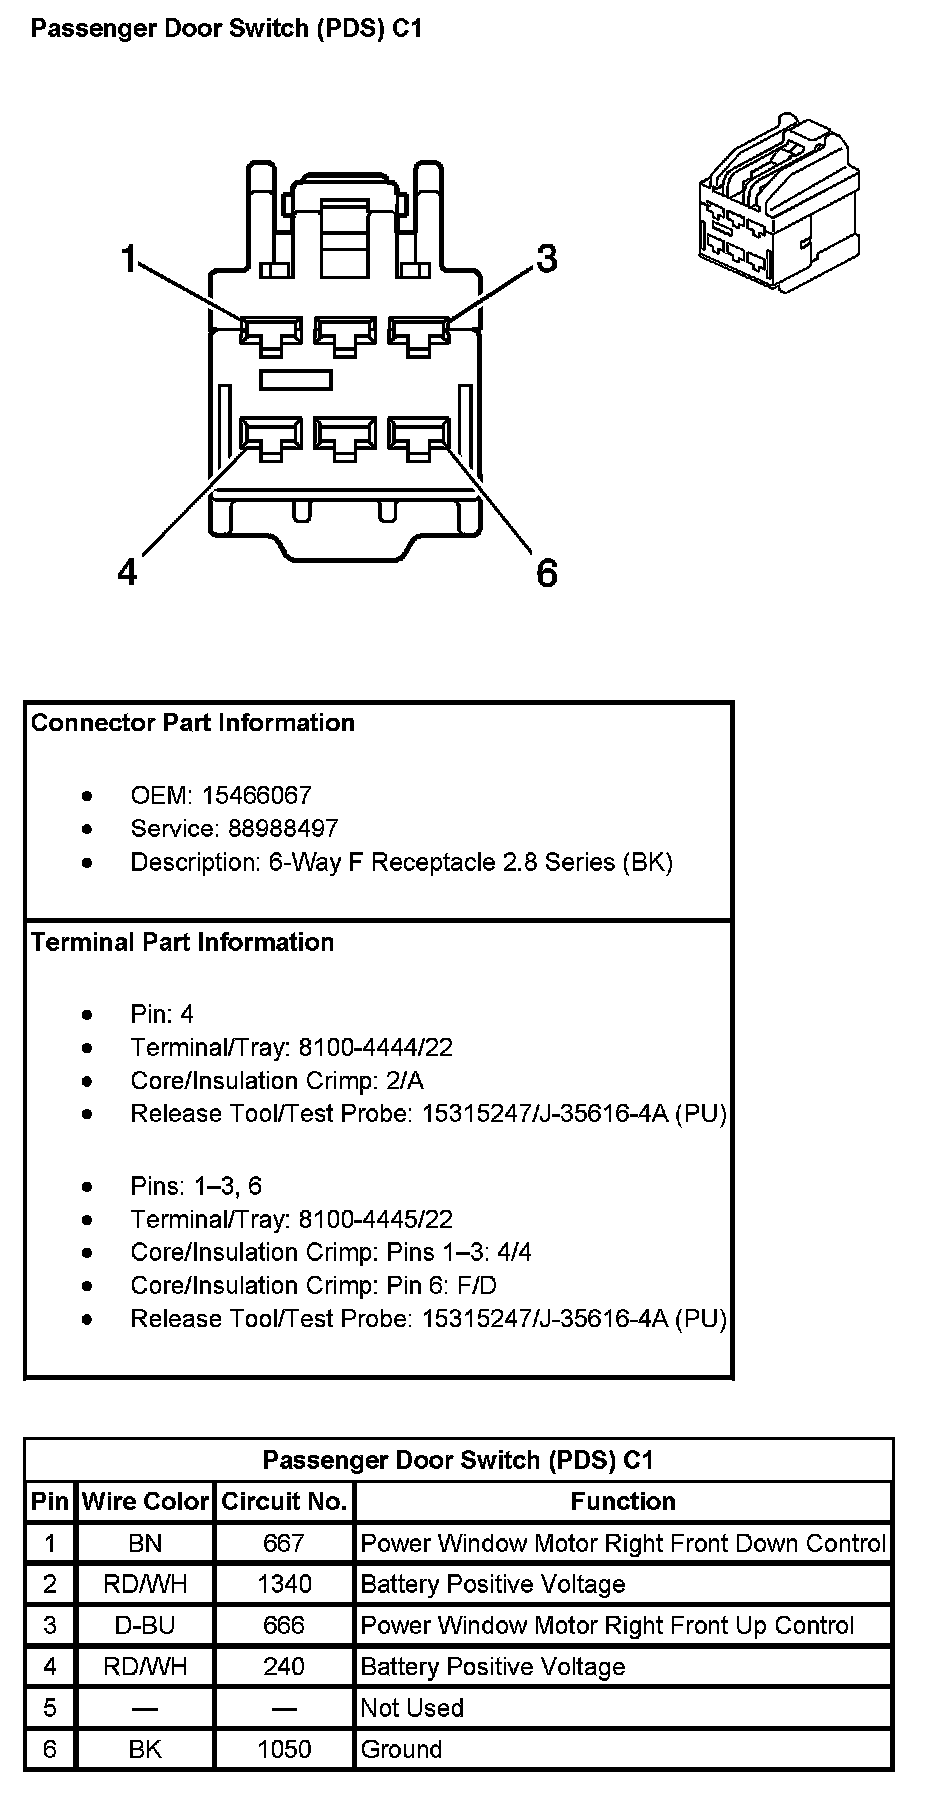 Passenger Door Switch (PDS) C1
1
3
4
6
Connector Part Information
• OEM: 15466067
• Service: 88988497
• Description: 6-Way F Receptacle 2.8 Series (BK)
Terminal Part Information
• Pin: 4
• Terminal/Tray: 8100-4444/22
• Core/Insulation Crimp: 2/A
• Release Tool/Test Probe: 15315247/J-35616-4A (PU)
• Pins: 1–3, 6
• Terminal/Tray: 8100-4445/22
• Core/Insulation Crimp: Pins 1–3: 4/4
• Core/Insulation Crimp: Pin 6: F/D
• Release Tool/Test Probe: 15315247/J-35616-4A (PU)
Passenger Door Switch (PDS) C1
Pin Wire Color Circuit No. Function
1 BN 667 Power Window Motor Right Front Down Control
2 RD/WH 1340 Battery Positive Voltage
3 D-BU 666 Power Window Motor Right Front Up Control
4 RD/WH 240 Battery Positive Voltage
5 — — Not Used
6 BK 1050 Ground